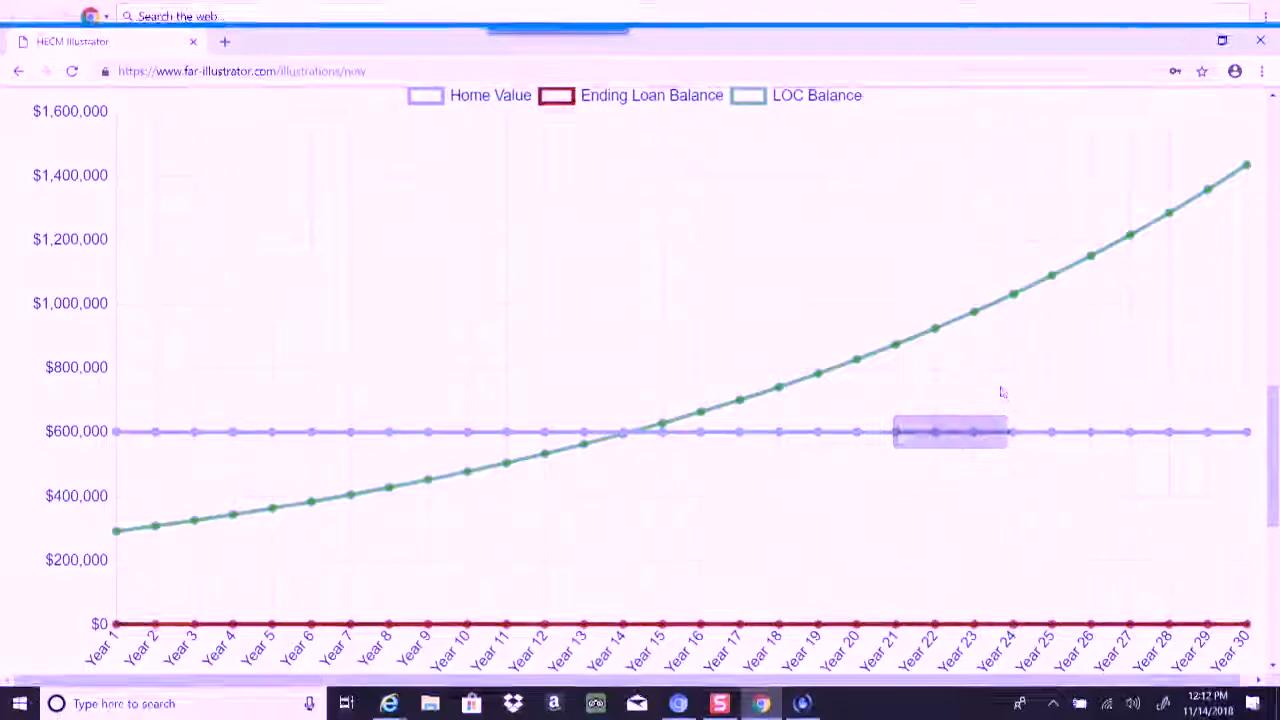 Search the web...
HECM Illustrator
https://www.far-illustrator.com/illustrations/now
Home Value Ending Loan Balance LOC Balance
$1,600,000
$1,400,000
$1,200,000
$1,000,000
$800,000
$600,000
$400,000
$200,000
$0
Year 1 Year 2 Year 3 Year 4 Year 5 Year 6 Year 7 Year 8 Year 9 Year 10 Year 11 Year 12 Year 13 Year 14 Year 15 Year 16 Year 17 Year 18 Year 19 Year 20 Year 21 Year 22 Year 23 Year 24 Year 25 Year 26 Year 27 Year 28 Year 29 Year 30
Type here to search
12:12 PM
11/14/2018